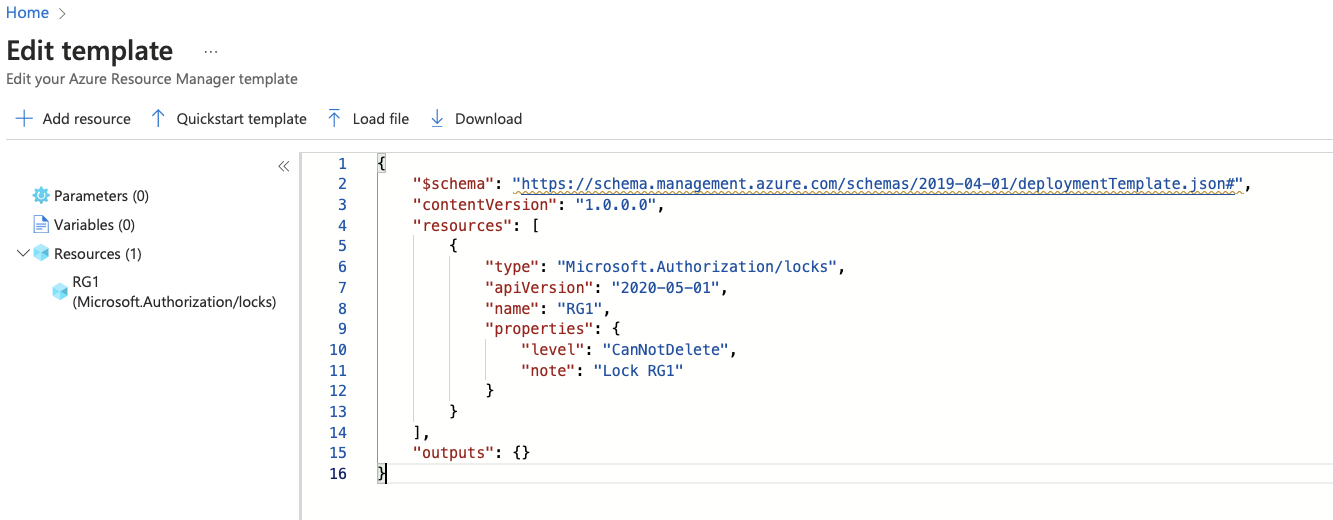 Home >
Edit template ...
Edit your Azure Resource Manager template
Add resource Quickstart template Load file Download
«
Parameters (0)
Variables (0)
Resources (1)
RG1
(Microsoft.Authorization/locks)
1 {
2 "$schema": "https://schema.management.azure.com/schemas/2019-04-01/deploymentTemplate.json#",
3 "contentVersion": "1.0.0.0",
4 "resources": [
5 {
6 "type": "Microsoft.Authorization/locks",
7 "apiVersion": "2020-05-01",
8 "name": "RG1",
9 "properties": {
10 "level": "CanNotDelete",
11 "note": "Lock RG1"
12 }
13 }
14 ],
15 "outputs": {}
16 }